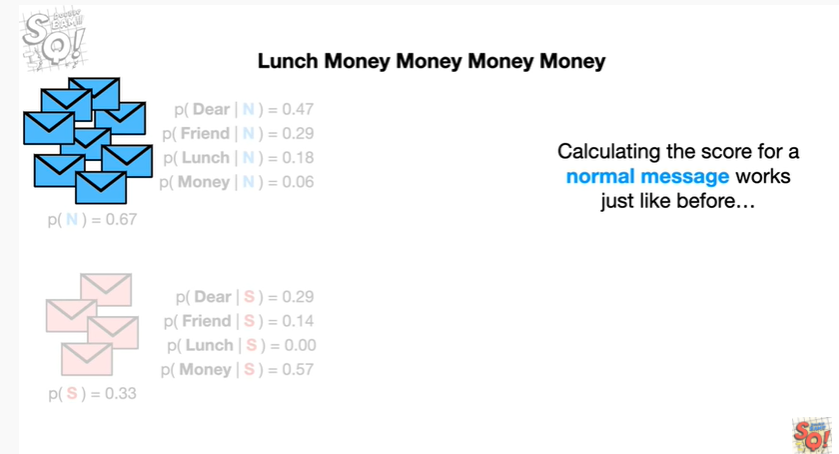 Lunch Money Money Money Money
p( Dear | N ) = 0.47
p( Friend | N ) = 0.29
p( Lunch | N ) = 0.18
p( Money | N ) = 0.06
p( N ) = 0.67
Calculating the score for a
normal message works
just like before…
p( Dear | S ) = 0.29
p( Friend | S ) = 0.14
p( Lunch | S ) = 0.00
p( Money | S ) = 0.57
p( S ) = 0.33
SQ!